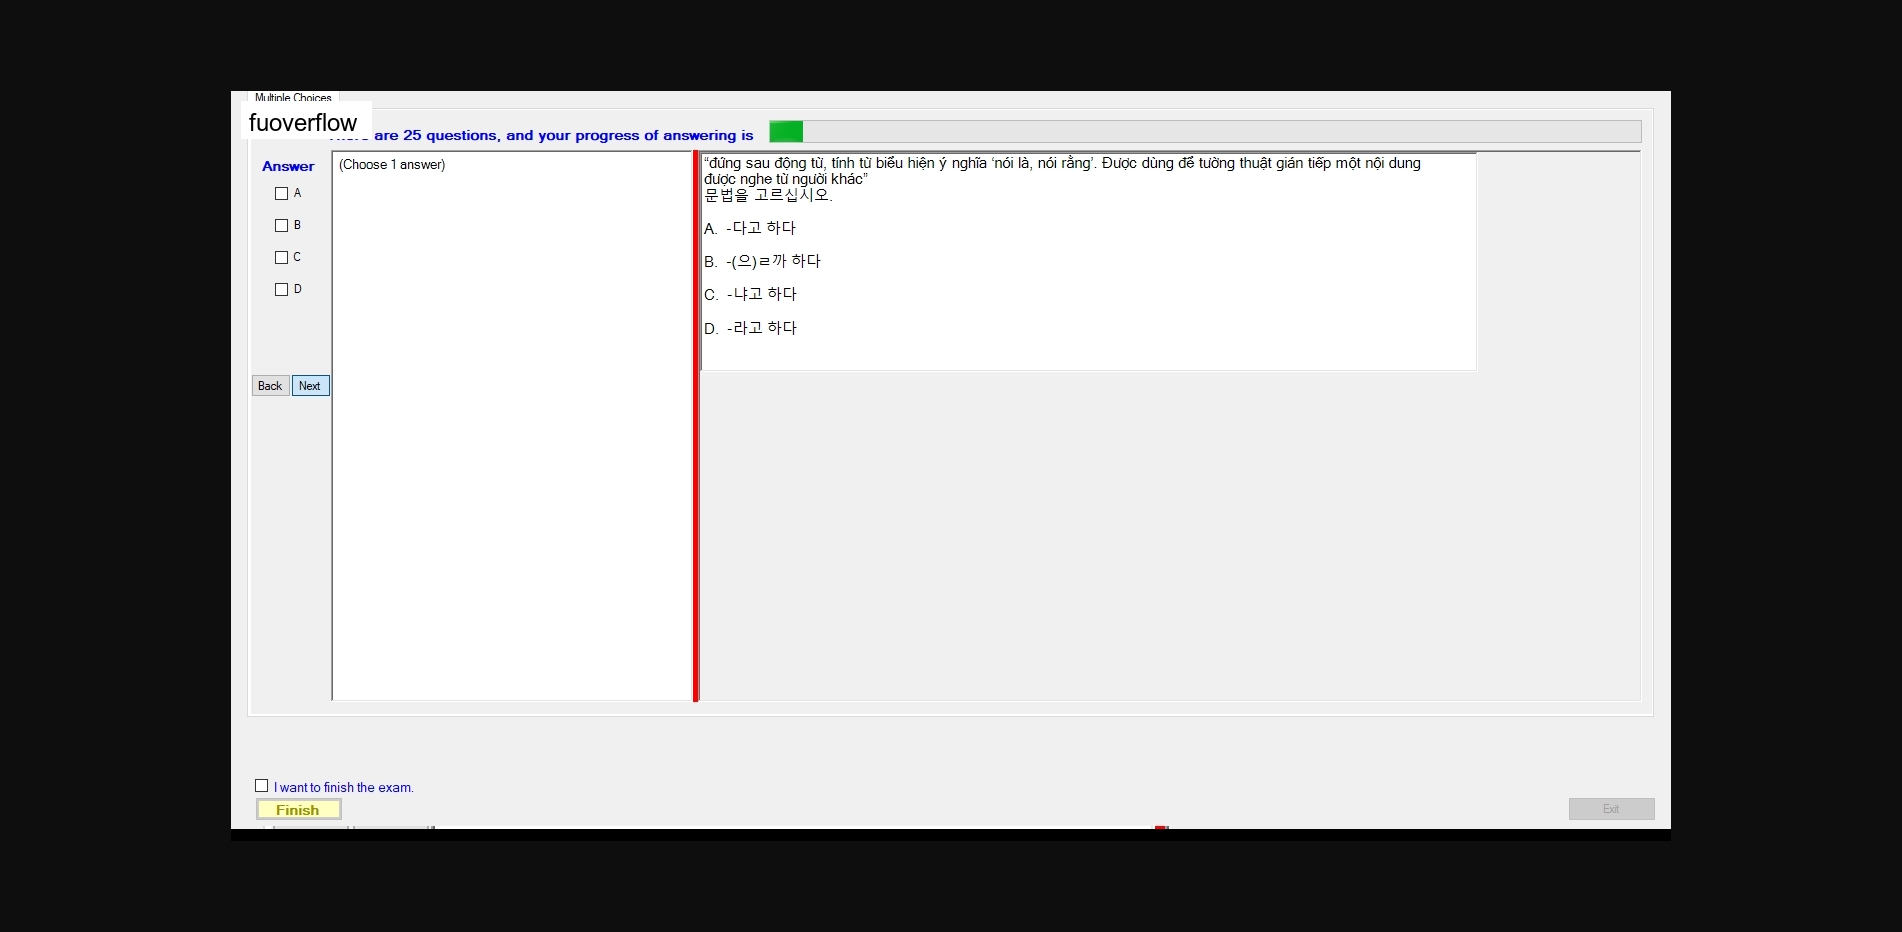 Multiple Choices
fuoverflow
are 25 questions, and your progress of answering is
Answer
(Choose 1 answer)
A
B
C
D
Back Next
“đứng sau động từ, tính từ biểu hiện ý nghĩa ‘nói là, nói rằng’. Được dùng để tường thuật gián tiếp một nội dung
được nghe từ người khác”
문법을 고르십시오.
A. -다고 하다
B. -(으)ㄹ까 하다
C. -냐고 하다
D. -라고 하다
I want to finish the exam.
Finish
Exit